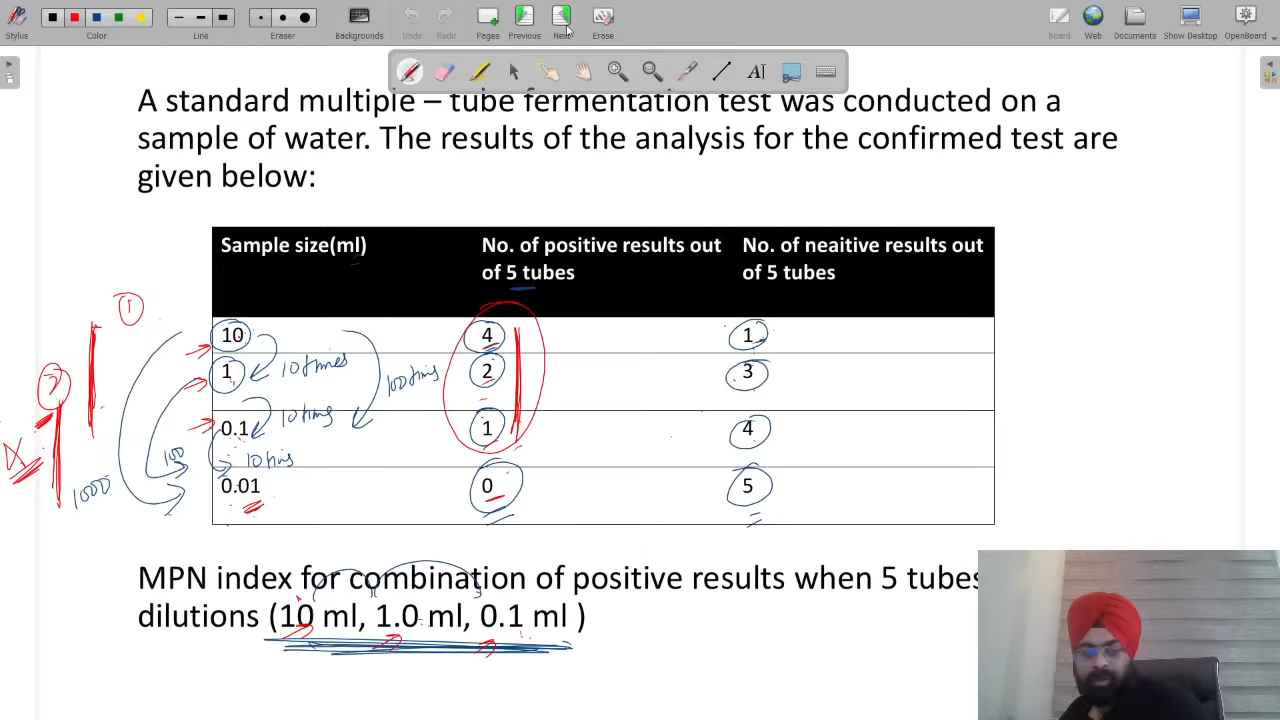 Stylus
Color
Line
Eraser
Backgrounds
Undo
Redo
Pages
Previous
Next
Erase
Board
Web
Documents
Show Desktop
OpenBoard
A standard multiple – tube fermentation test was conducted on a
sample of water. The results of the analysis for the confirmed test are
given below:
Sample size(ml) No. of positive results out of 5 tubes No. of neaitive results out of 5 tubes
10 4 1
1 2 3
0.1 1 4
0.01 0 5
1
2
10 times
100 times
10 times
10 times
100
1000
X
MPN index for combination of positive results when 5 tubes
dilutions (10 ml, 1.0 ml, 0.1 ml )